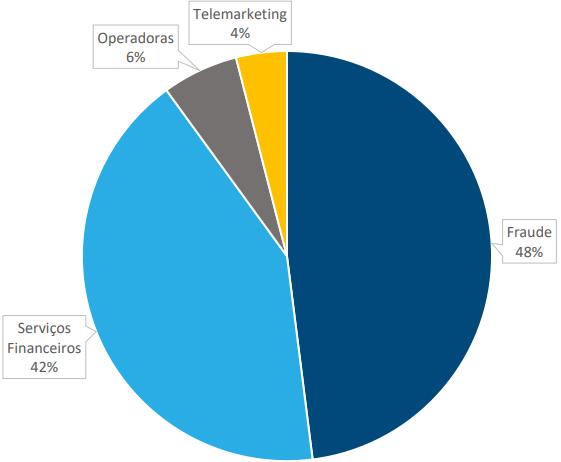 Telemarketing
4%
Operadoras
6%
Fraude
48%
Serviços
Financeiros
42%